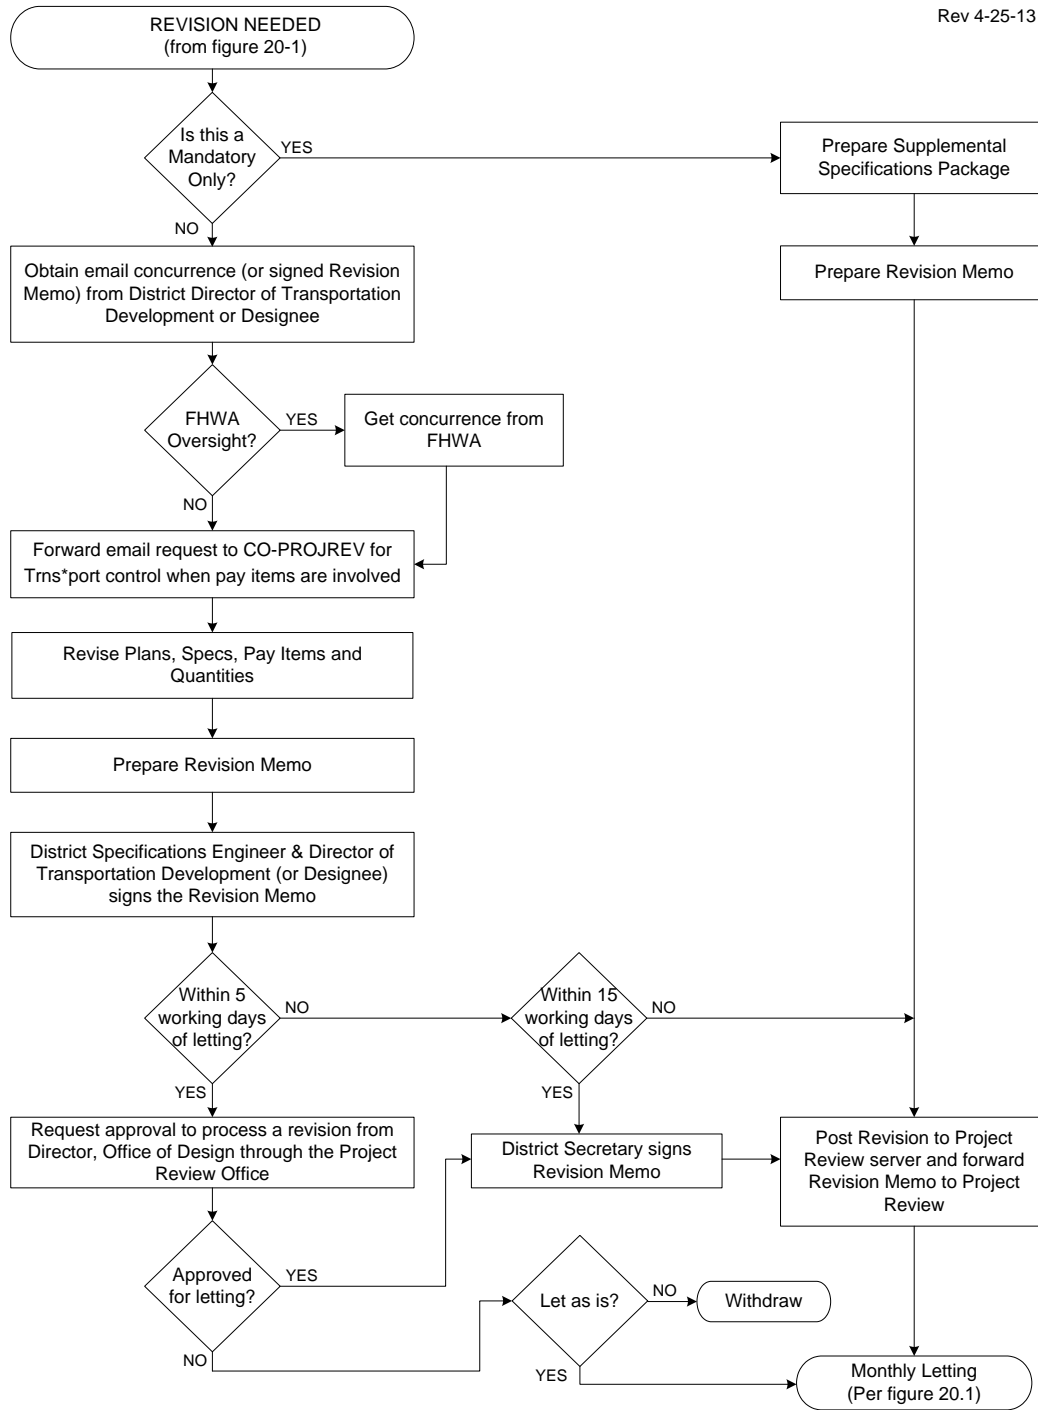 Rev 4-25-13
REVISION NEEDED
(from figure 20-1)
Is this a
Mandatory
Only?
YES
NO
Prepare Supplemental
Specifications Package
Prepare Revision Memo
Obtain email concurrence (or signed Revision
Memo) from District Director of Transportation
Development or Designee
FHWA
Oversight?
YES
NO
Get concurrence from
FHWA
Forward email request to CO-PROJREV for
Trns*port control when pay items are involved
Revise Plans, Specs, Pay Items and
Quantities
Prepare Revision Memo
District Specifications Engineer & Director of
Transportation Development (or Designee)
signs the Revision Memo
Within 5
working days
of letting?
NO
YES
Within 15
working days
of letting?
NO
YES
Request approval to process a revision from
Director, Office of Design through the Project
Review Office
District Secretary signs
Revision Memo
Post Revision to Project
Review server and forward
Revision Memo to Project
Review
Approved
for letting?
YES
NO
Let as is?
NO
YES
Withdraw
Monthly Letting
(Per figure 20.1)